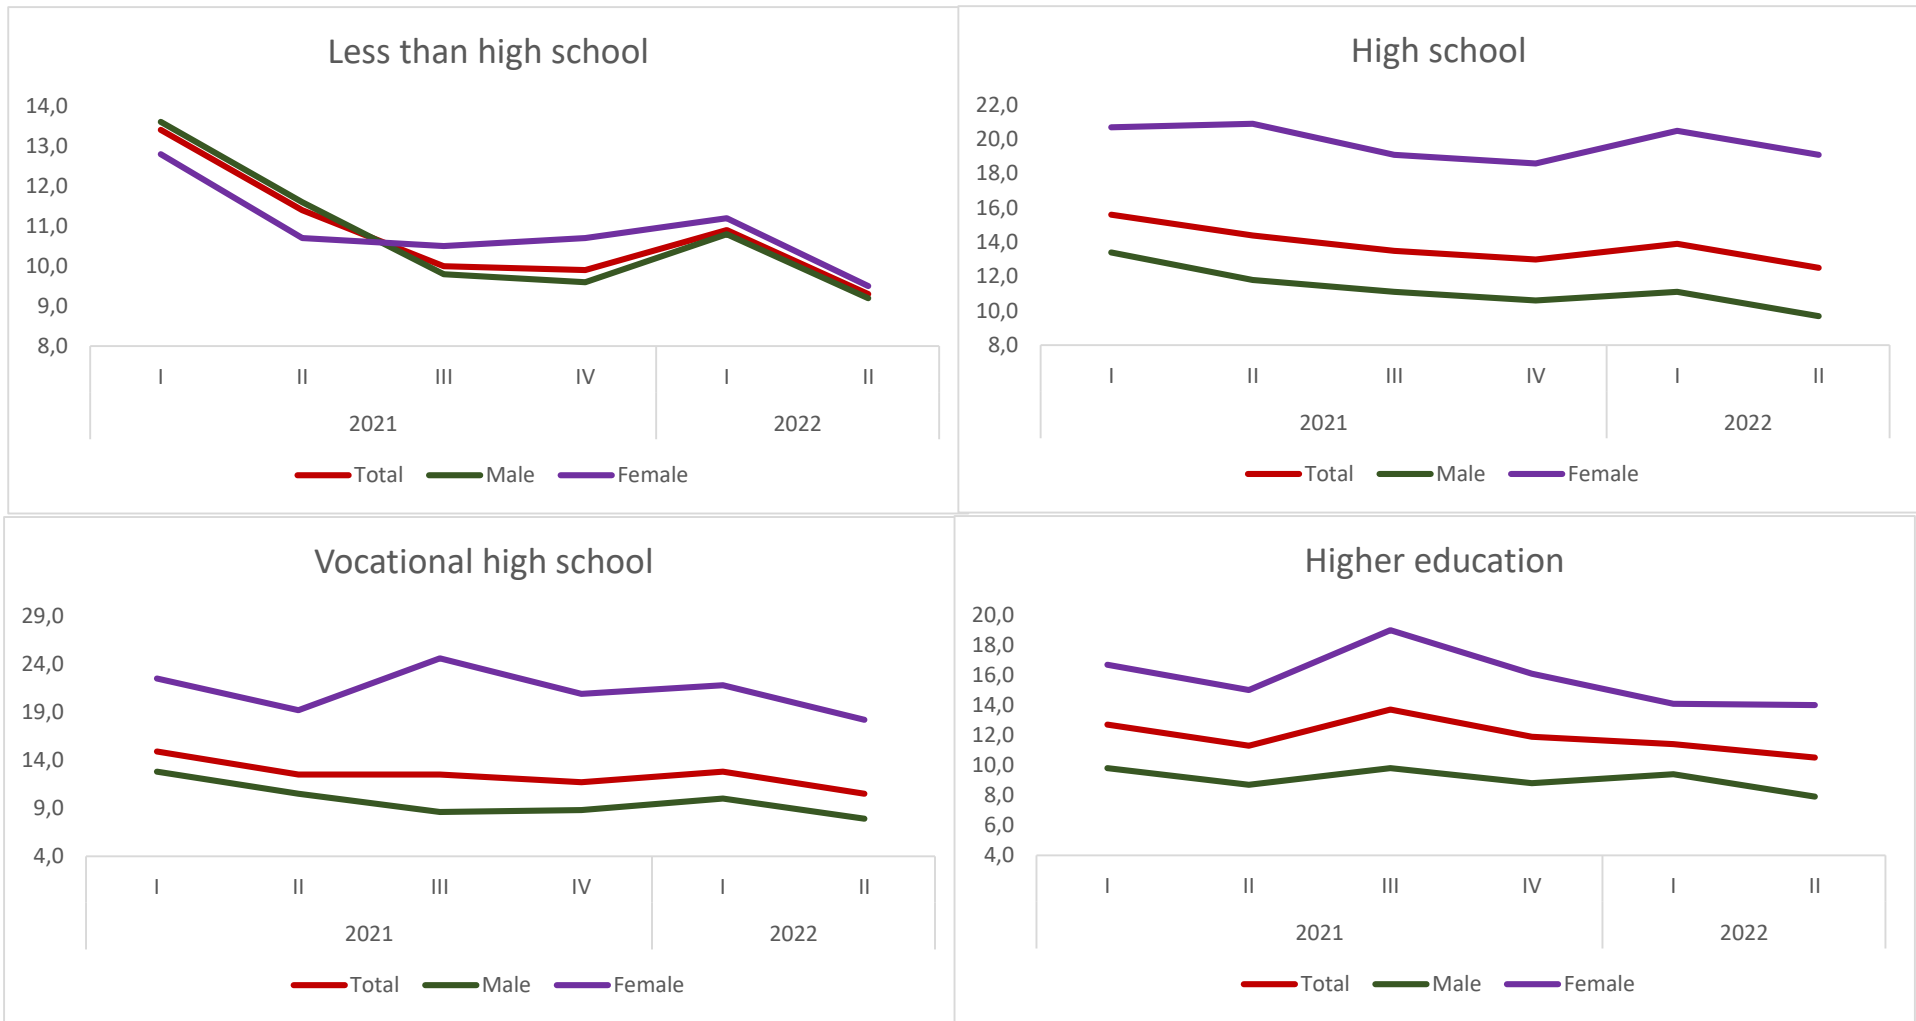 Less than high school
14,0
13,0
12,0
11,0
10,0
9,0
8,0
I II III IV I II
2021 2022
Total Male Female
High school
22,0
20,0
18,0
16,0
14,0
12,0
10,0
8,0
I II III IV I II
2021 2022
Total Male Female
Vocational high school
29,0
24,0
19,0
14,0
9,0
4,0
I II III IV I II
2021 2022
Total Male Female
Higher education
20,0
18,0
16,0
14,0
12,0
10,0
8,0
6,0
4,0
I II III IV I II
2021 2022
Total Male Female